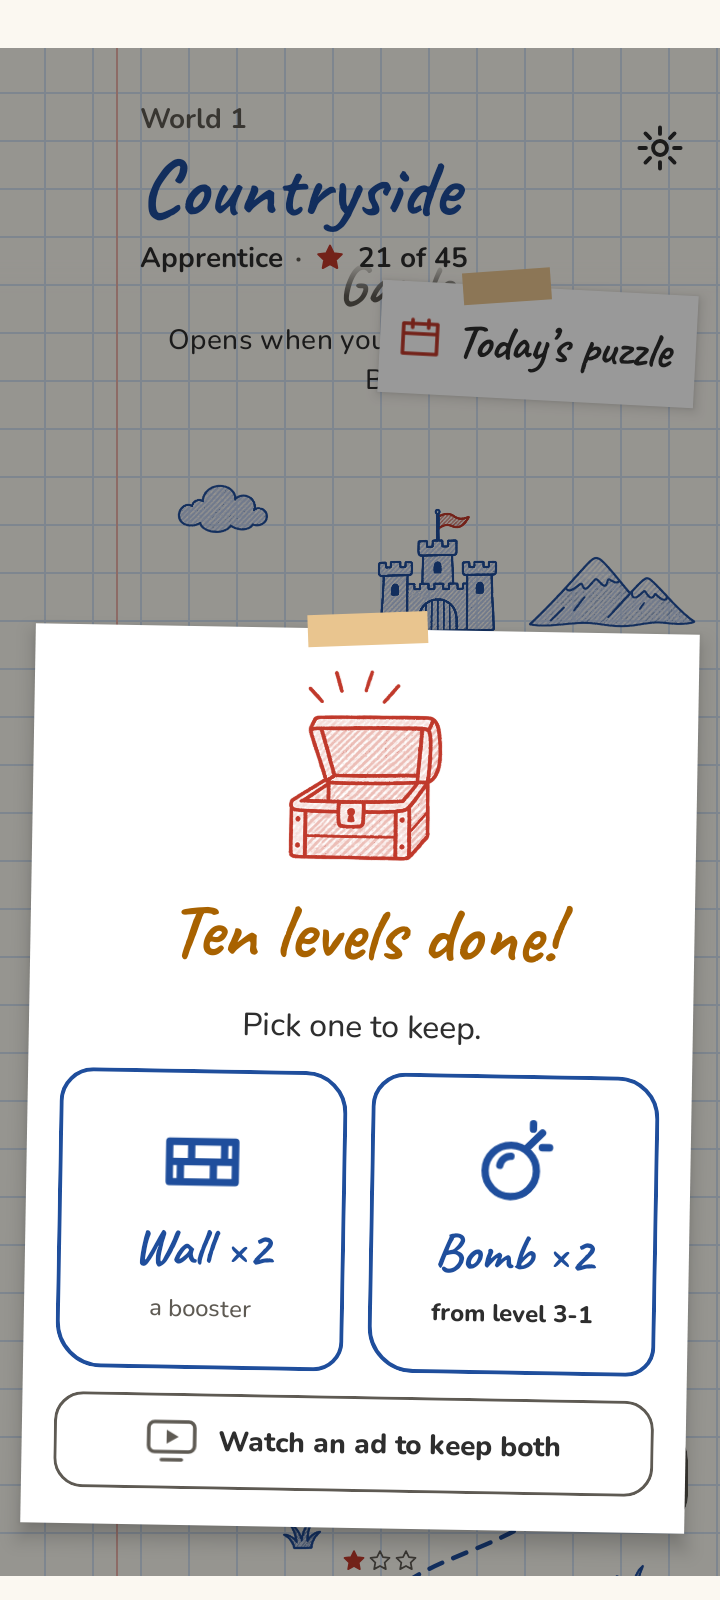 World 1
Countryside
Apprentice · 21 of 45
Opens when you
Today's puzzle
Ten levels done!
Pick one to keep.
Wall ×2
a booster
Bomb ×2
from level 3-1
Watch an ad to keep both